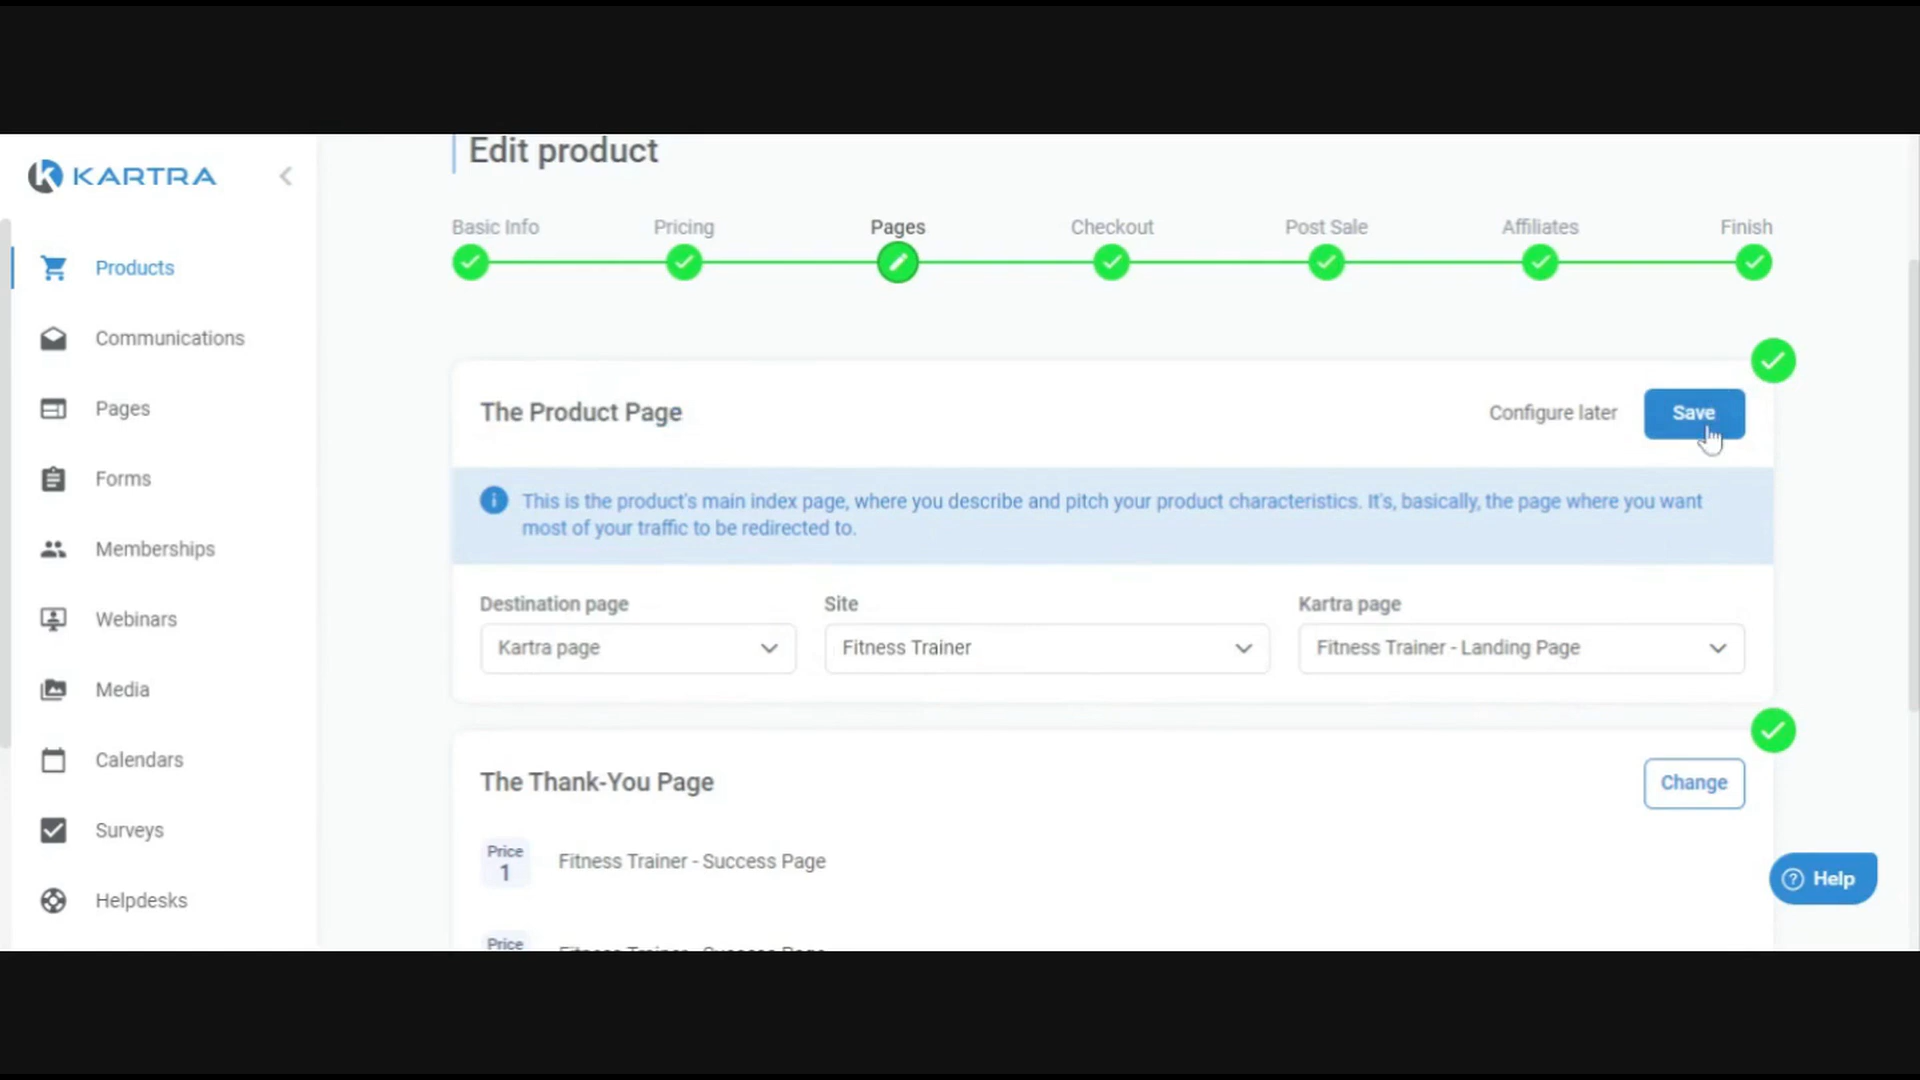 Edit product
KARTRA
Basic Info
Pricing
Pages
Checkout
Post Sale
Affiliates
Finish
Products
Communications
Pages
Forms
Memberships
Webinars
Media
Calendars
Surveys
Helpdesks
The Product Page
Configure later
Save
This is the product's main index page, where you describe and pitch your product characteristics. It's, basically, the page where you want
most of your traffic to be redirected to.
Destination page
Site
Kartra page
Kartra page
Fitness Trainer
Fitness Trainer - Landing Page
The Thank-You Page
Change
Price
1
Fitness Trainer - Success Page
Help
Price
Fitness Trainer - Success Page